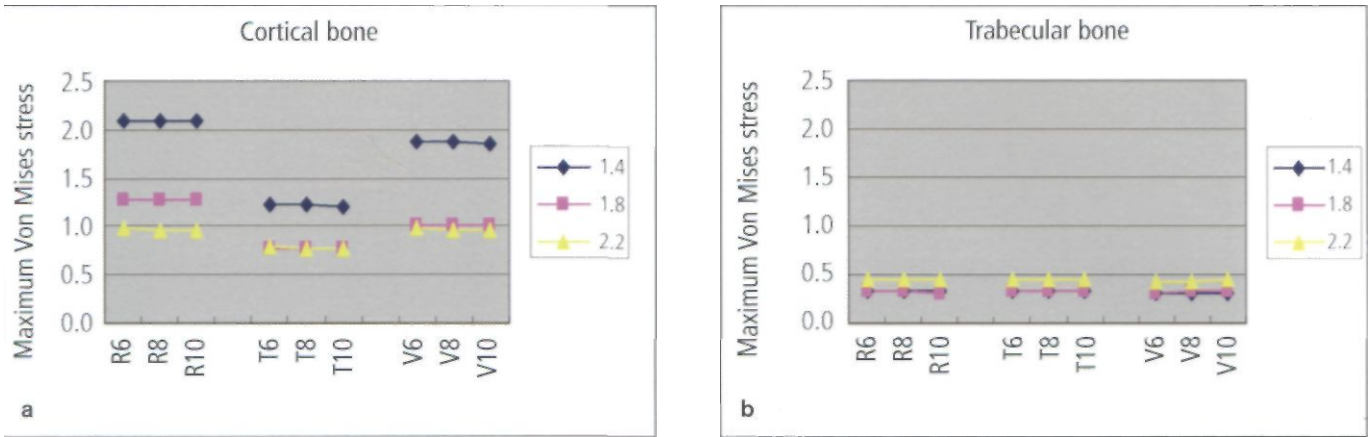 Cortical bone
Maximum Von Mises stress
2.5
2.0
1.5
1.0
0.5
0.0
R6 R8 R10 T6 T8 T10 V6 V8 V10
1.4
1.8
2.2
a
Trabecular bone
Maximum Von Mises stress
2.5
2.0
1.5
1.0
0.5
0.0
R6 R8 R10 T6 T8 T10 V6 V8 V10
1.4
1.8
2.2
b